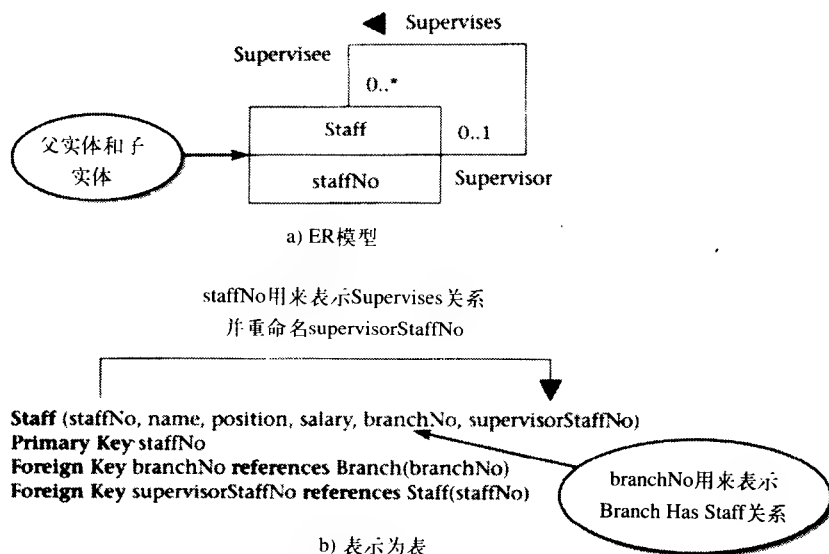 Supervises
Supervisee
0..*
Staff
0..1
父实体和子
实体
staffNo
Supervisor
a) ER模型
staffNo用来表示Supervises关系
并重命名supervisorStaffNo
Staff (staffNo, name, position, salary, branchNo, supervisorStaffNo)
Primary Key staffNo
Foreign Key branchNo references Branch(branchNo)
Foreign Key supervisorStaffNo references Staff(staffNo)
branchNo用来表示
Branch Has Staff关系
b) 表示为表